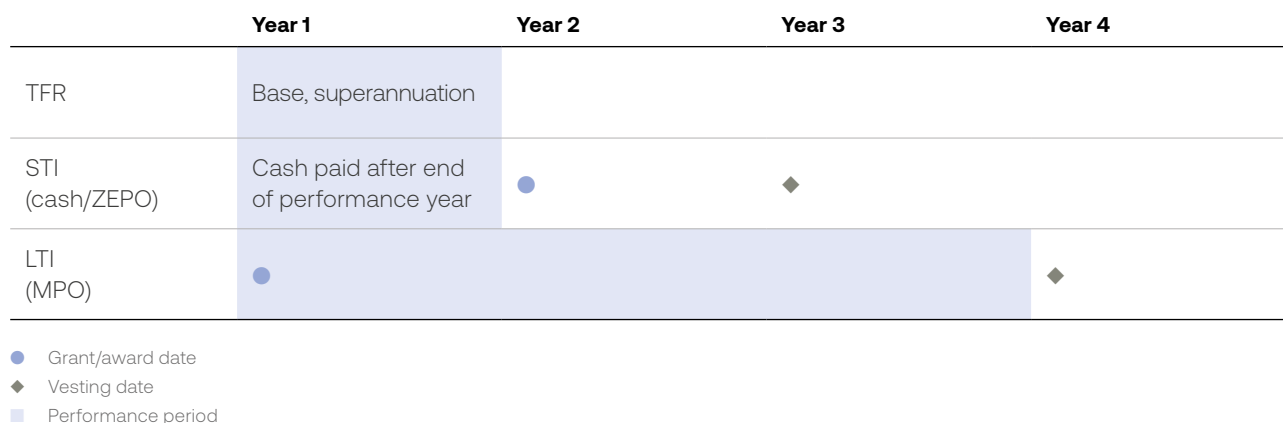 Year 1 Year 2 Year 3 Year 4
TFR Base, superannuation
STI Cash paid after end
(cash/ZEPO) of performance year
LTI
(MPO)
Grant/award date
Vesting date
Performance period